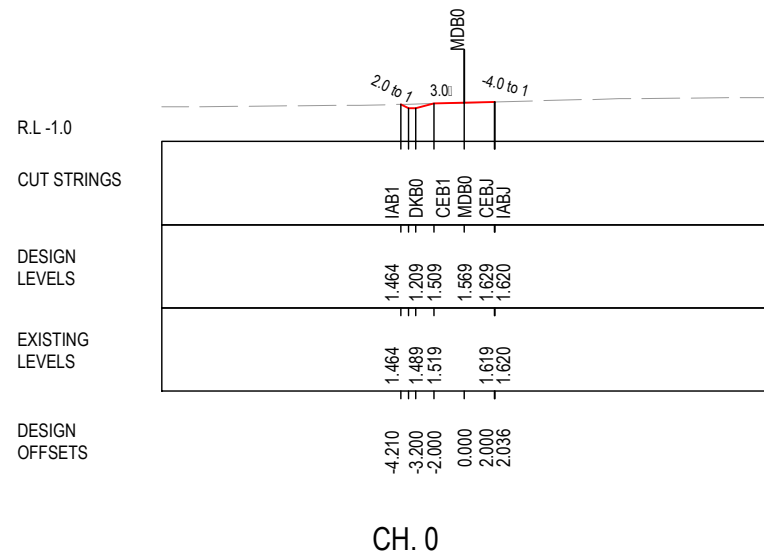 MDB0
2.0 to 1
3.0▯
-4.0 to 1
R.L -1.0
CUT STRINGS
IAB1 DKB0 CEB1 MDB0 CEBJ IABJ
DESIGN
LEVELS
1.464 1.209 1.509 1.569 1.629 1.620
EXISTING
LEVELS
1.464 1.489 1.519 1.619 1.620
DESIGN
OFFSETS
-4.210 -3.200 -2.000 0.000 2.000 2.036
CH. 0